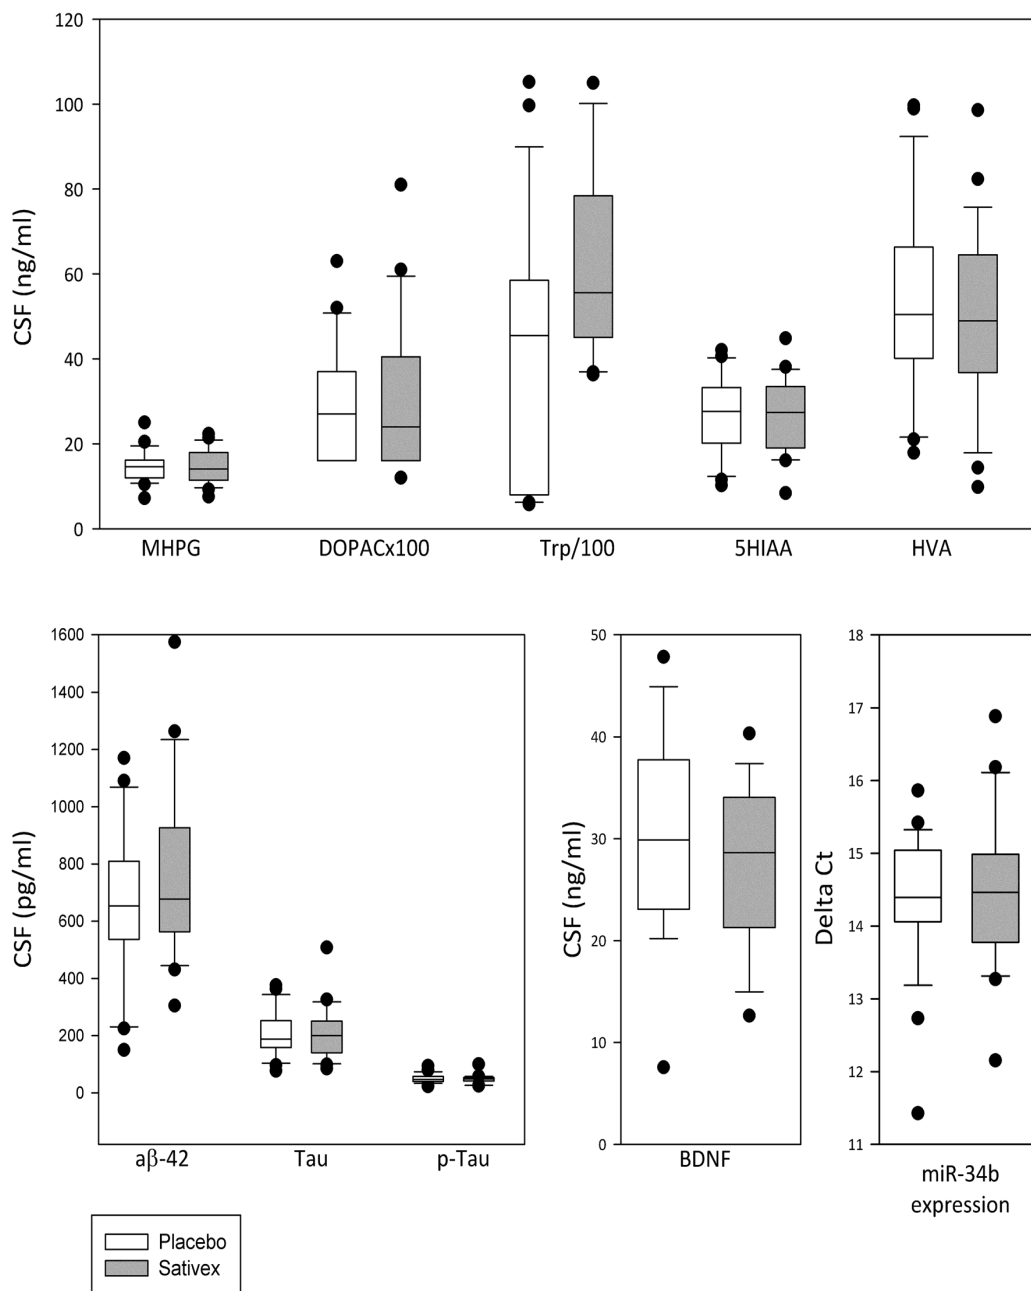 120
100
80
60
40
20
0
CSF (ng/ml)
MHPG DOPACx100 Trp/100 5HIAA HVA
1600
1400
1200
1000
800
600
400
200
0
CSF (pg/ml)
aβ-42 Tau p-Tau
50
40
30
20
10
0
CSF (ng/ml)
BDNF
18
17
16
15
14
13
12
11
Delta Ct
miR-34b
expression
Placebo
Sativex